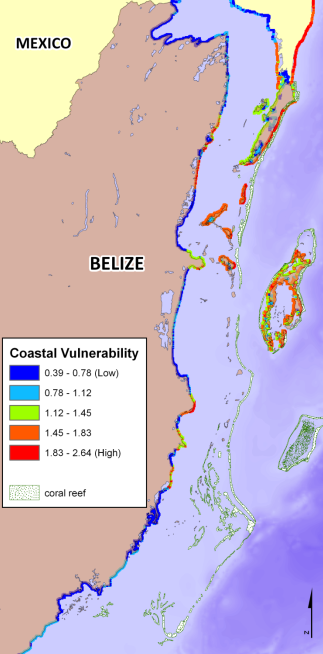 MEXICO
BELIZE
Coastal Vulnerability
0.39 - 0.78 (Low)
0.78 - 1.12
1.12 - 1.45
1.45 - 1.83
1.83 - 2.64 (High)
coral reef
N